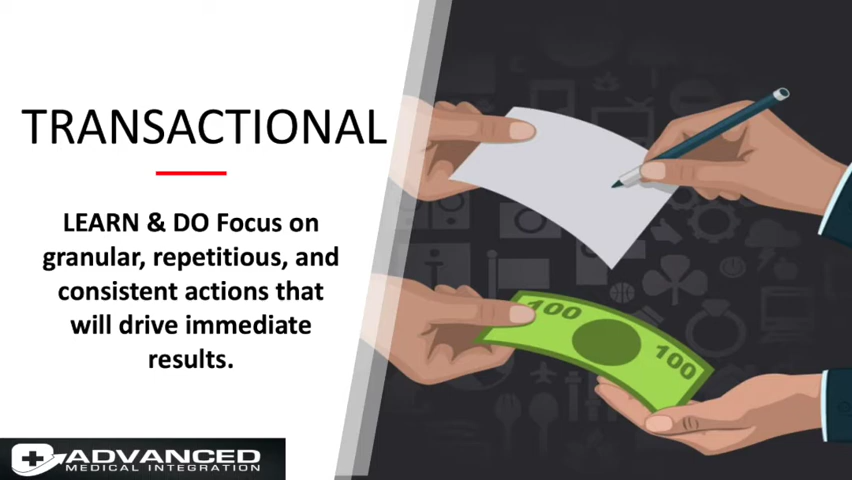 TRANSACTIONAL
LEARN & DO Focus on
granular, repetitious, and
consistent actions that
will drive immediate
results.
100
100
ADVANCED
MEDICAL INTEGRATION